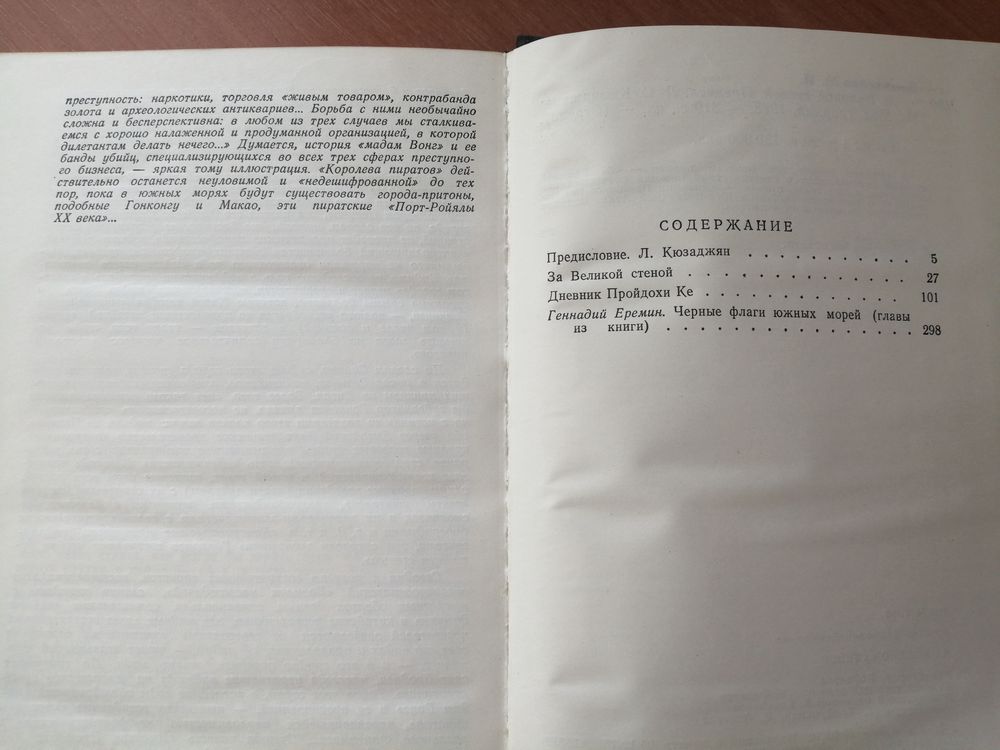 преступность: наркотики, торговля «живым товаром», контрабанда
золота и археологических антиквариев... Борьба с ними необычайно
сложна и бесперспективна: в любом из трех случаев мы сталкива-
емся с хорошо налаженной и продуманной организацией, в которой
дилетантам делать нечего...» Думается, история «мадам Вонг» и ее
банды убийц, специализирующихся во всех трех сферах преступно-
го бизнеса, — яркая тому иллюстрация. «Королева пиратов» дей-
ствительно останется неуловимой и «недешифрованной» до тех
пор, пока в южных морях будут существовать города-притоны,
подобные Гонконгу и Макао, эти пиратские «Порт-Ройялы
XX века»...
СОДЕРЖАНИЕ
Предисловие. Л. Кюзаджян . . . . . . . . . . . 5
За Великой стеной . . . . . . . . . . . . . 27
Дневник Пройдохи Ке . . . . . . . . . . . . . 101
Геннадий Еремин. Черные флаги южных морей (главы
из книги) . . . . . . . . . . . . . . . . . 298